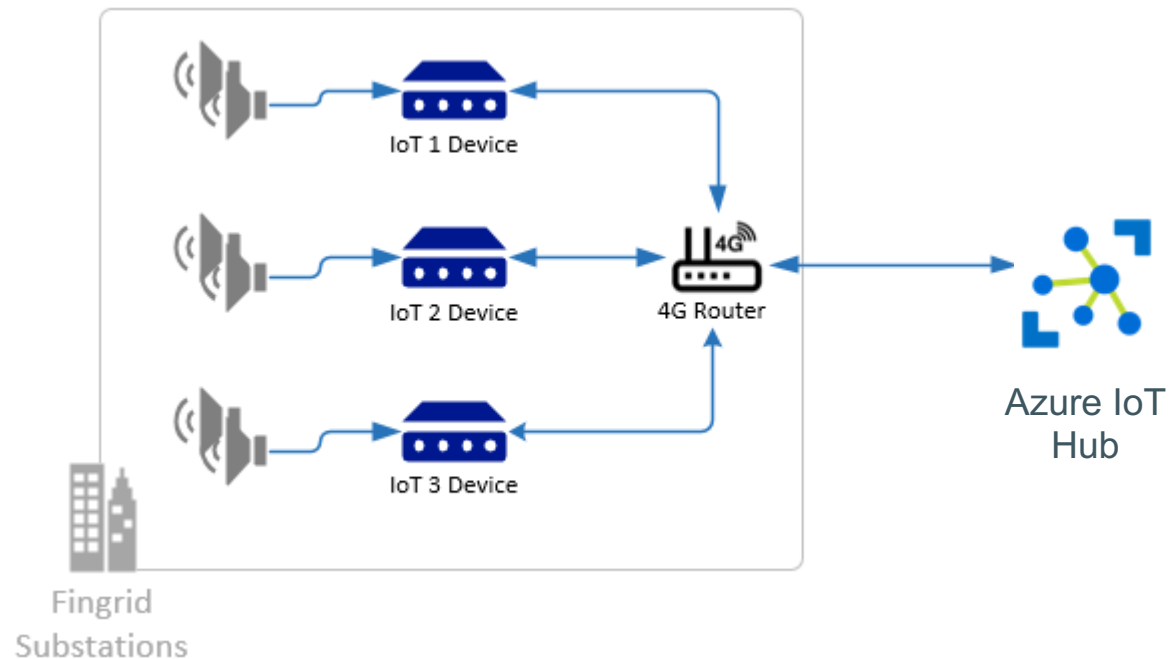 IoT 1 Device
4G
IoT 2 Device
4G Router
Azure IoT
Hub
IoT 3 Device
Fingrid
Substations